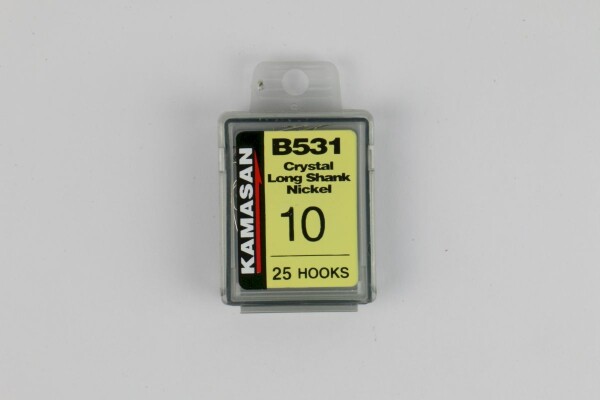 KAMASAN
B531
Crystal
Long Shank
Nickel
10
25 HOOKS